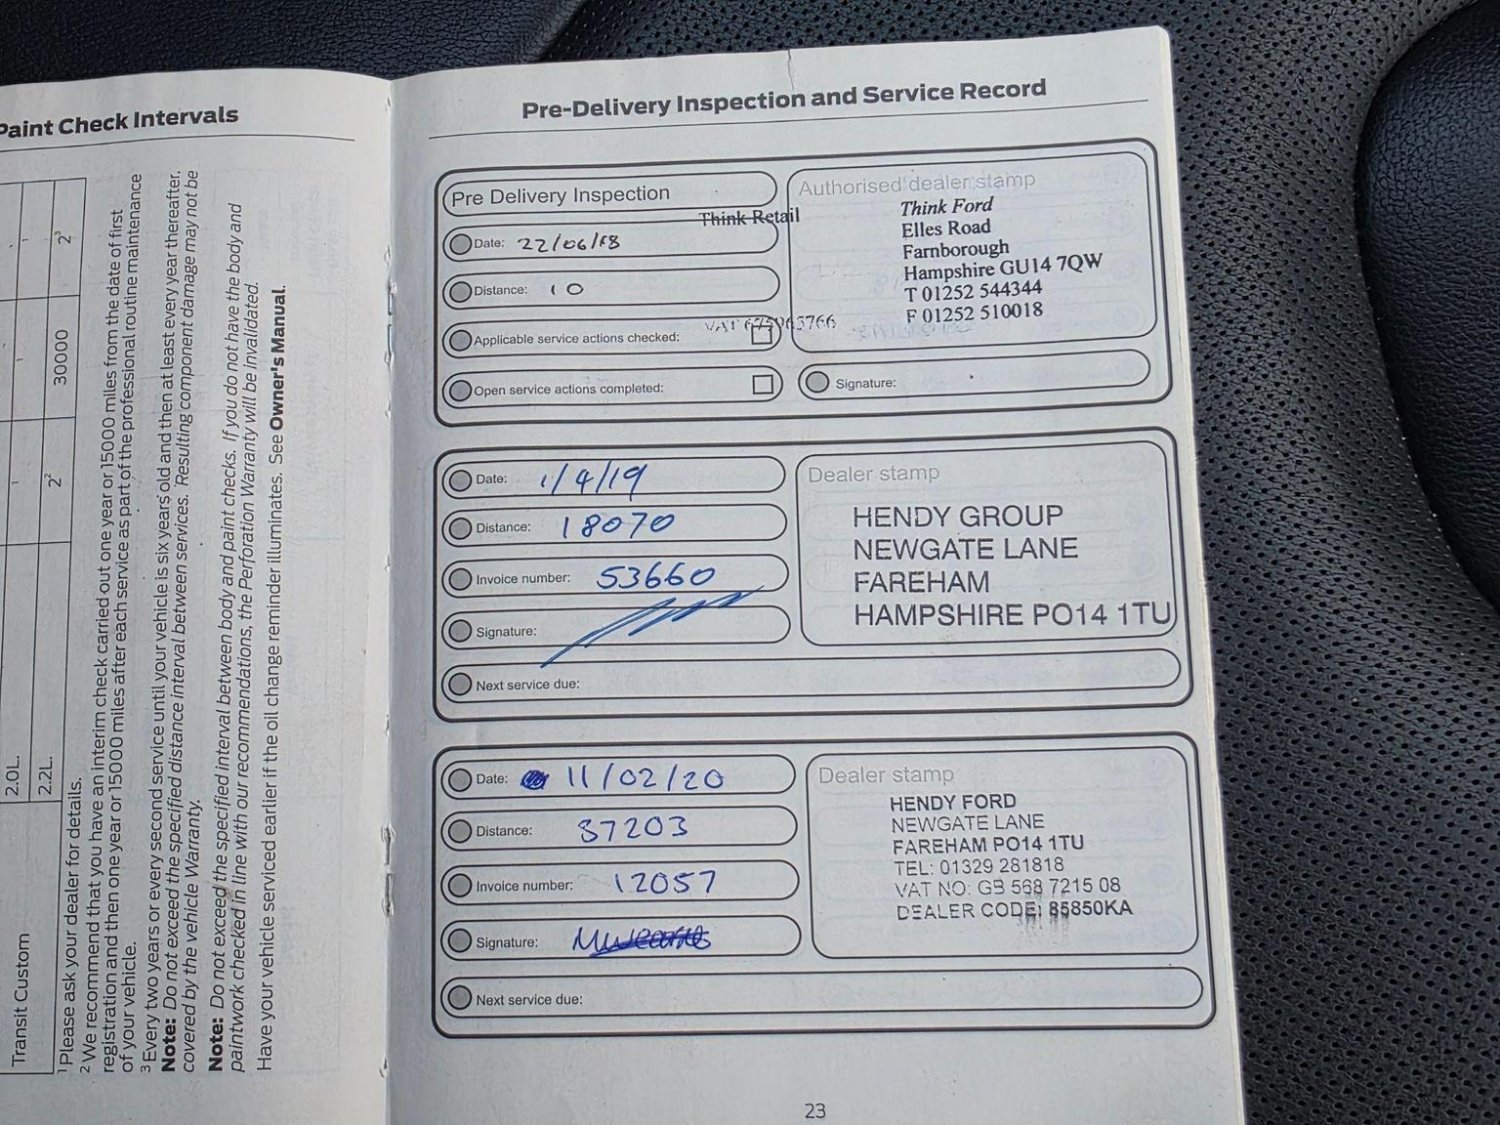 Paint Check Intervals
2³
30000
2²
2.0L.
2.2L.
Transit Custom
¹ Please ask your dealer for details.
² We recommend that you have an interim check carried out one year or 15000 miles from the date of first
registration and then one year or 15000 miles after each service as part of the professional routine maintenance
of your vehicle.
³ Every two years or every second service until your vehicle is six years old and then at least every year thereafter.
Note: Do not exceed the specified distance interval between services. Resulting component damage may not be
covered by the vehicle Warranty.
Note: Do not exceed the specified interval between body and paint checks. If you do not have the body and
paintwork checked in line with our recommendations, the Perforation Warranty will be invalidated.
Have your vehicle serviced earlier if the oil change reminder illuminates. See Owner's Manual.
Pre-Delivery Inspection and Service Record
Pre Delivery Inspection
Think Retail
Date: 22/06/18
Distance: 10
Applicable service actions checked:
Open service actions completed:
Authorised dealer stamp
Think Ford
Elles Road
Farnborough
Hampshire GU14 7QW
T 01252 544344
F 01252 510018
Signature:
Date: 1/4/19
Distance: 18070
Invoice number: 53660
Signature:
Next service due:
Dealer stamp
HENDY GROUP
NEWGATE LANE
FAREHAM
HAMPSHIRE PO14 1TU
Date: 11/02/20
Distance: 37203
Invoice number: 12057
Signature:
Next service due:
Dealer stamp
HENDY FORD
NEWGATE LANE
FAREHAM PO14 1TU
TEL: 01329 281818
VAT NO: GB 568 7215 08
DEALER CODE: 85850KA
23